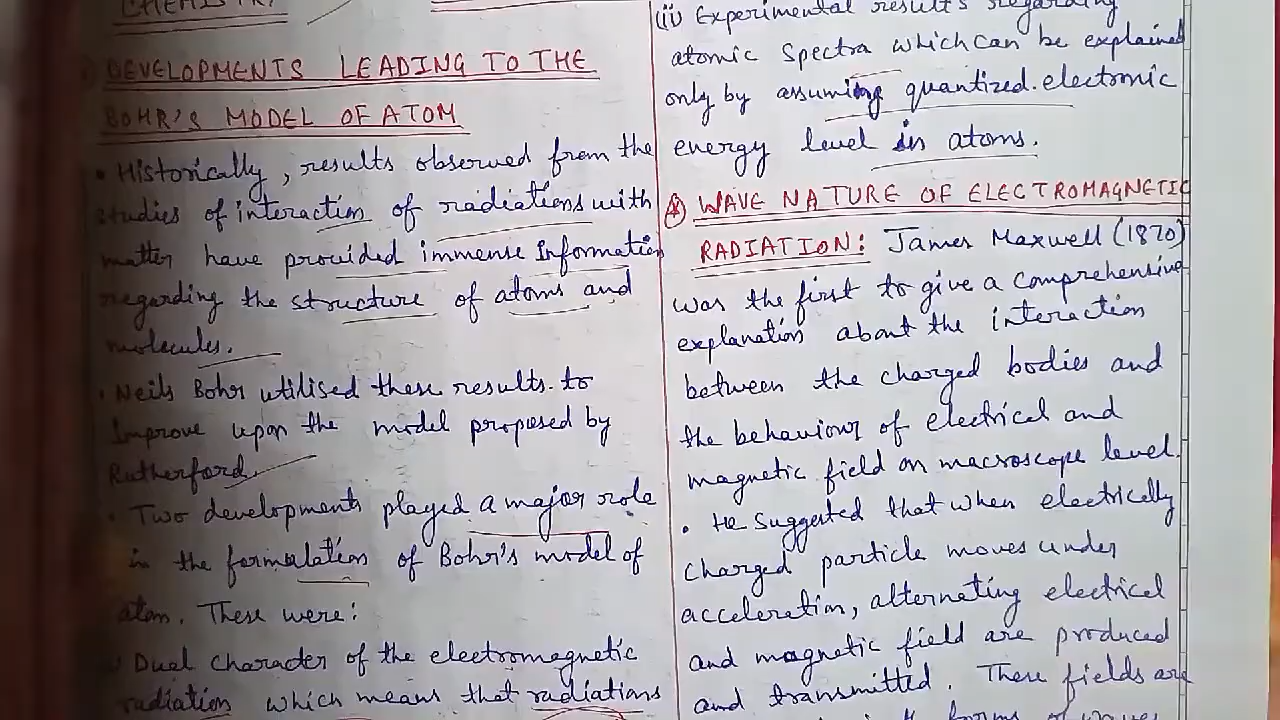 CHEMISTRY
DEVELOPMENTS LEADING TO THE
BOHR'S MODEL OF ATOM
• Historically, results observed from the
studies of interaction of radiations with
matter have provided immense Information
regarding the structure of atoms and
molecules.
• Neils Bohr utilised these results to
Improve upon the model proposed by
Rutherford.
• Two developments played a major role
in the formulation of Bohr's model of
atom. These were:
Dual character of the electromagnetic
radiation which means that radiations
(ii) Experimental results regarding
atomic spectra which can be explained
only by assuming quantized electromic
energy level in atoms.
WAVE NATURE OF ELECTROMAGNETIC
RADIATION: James Maxwell (1870)
was the first to give a comprehensive
explanation about the interaction
between the charged bodies and
the behaviour of electrical and
magnetic field on macroscope level.
• He suggested that when electrically
charged particle moves under
acceleration, alternating electrical
and magnetic field are produced
and transmitted. These fields are
forms of waves